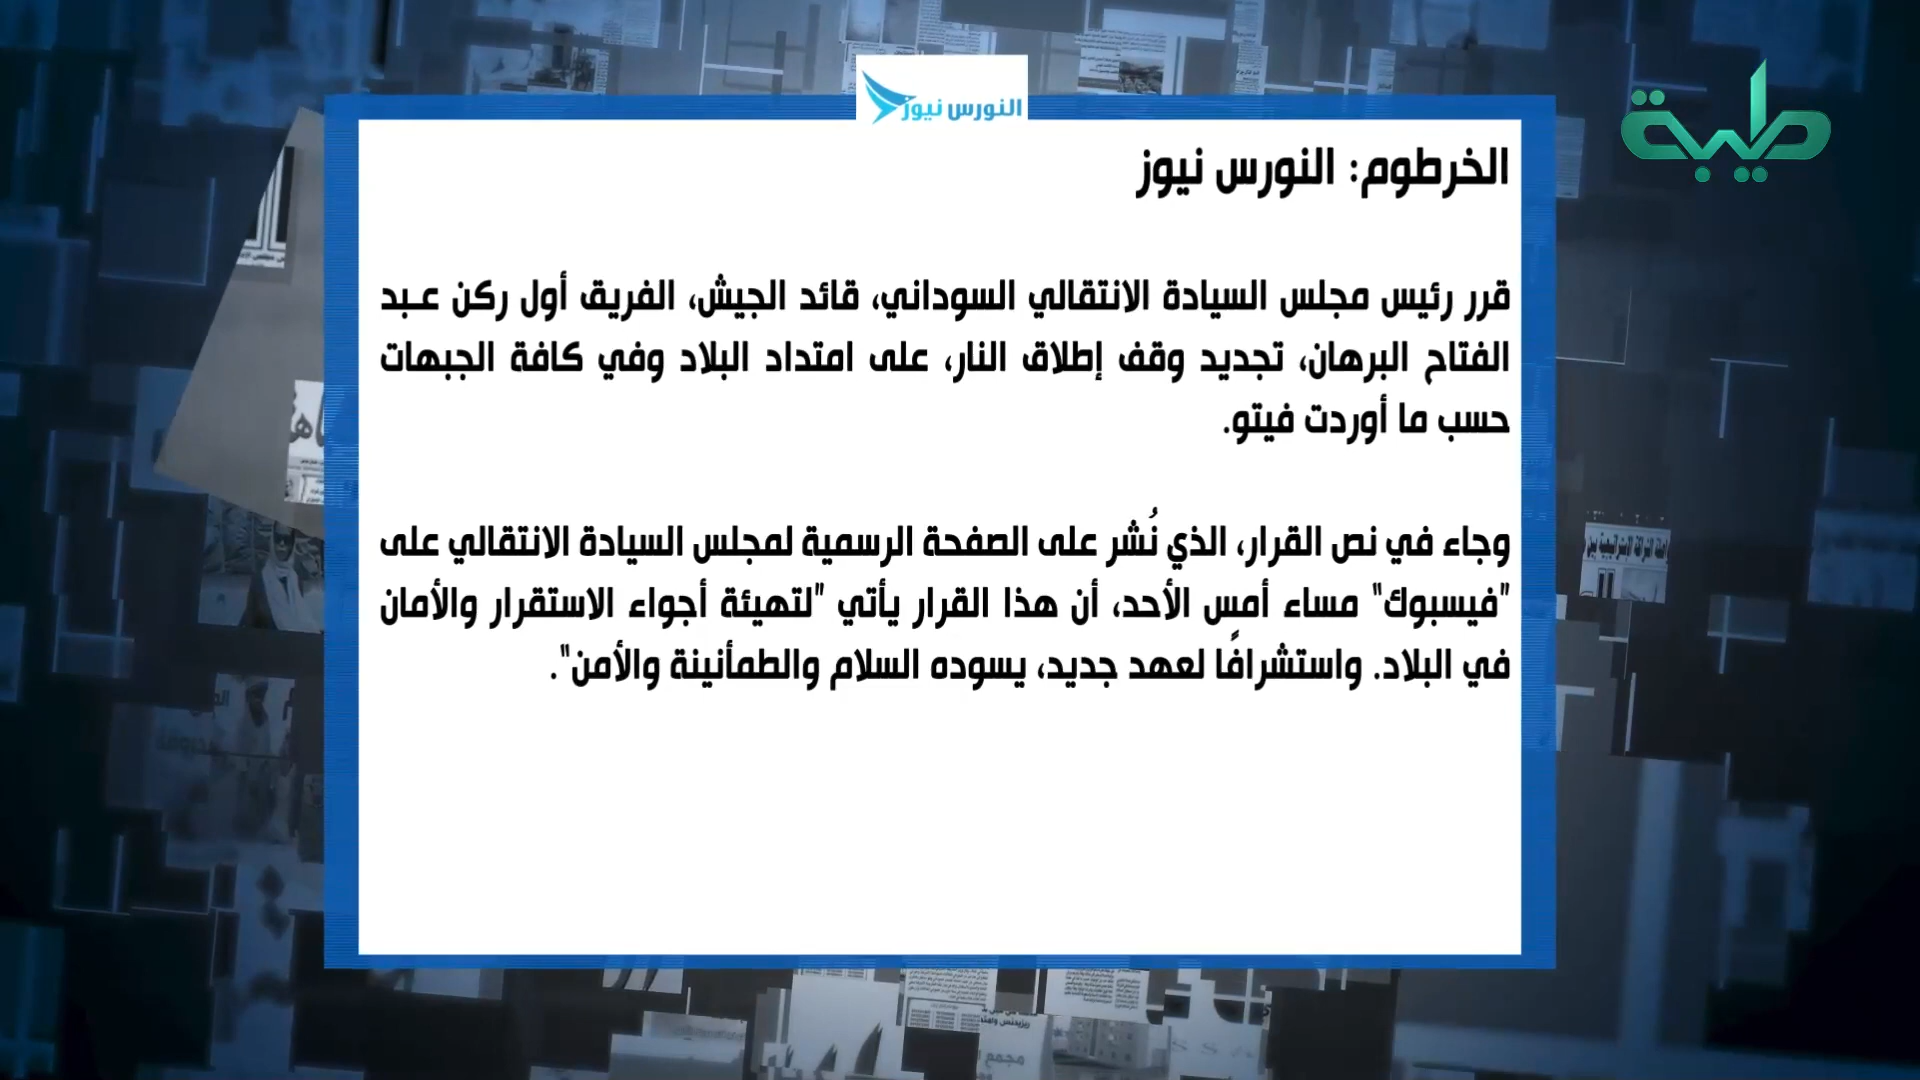 النورس نيوز
طيبة
الخرطوم: النورس نيوز
قرر رئيس مجلس السيادة الانتقالي السوداني، قائد الجيش، الفريق أول ركن عبد
الفتاح البرهان، تجديد وقف إطلاق النار، على امتداد البلاد وفي كافة الجبهات
حسب ما أوردت فيتو.
وجاء في نص القرار، الذي نُشر على الصفحة الرسمية لمجلس السيادة الانتقالي على
"فيسبوك" مساء أمس الأحد، أن هذا القرار يأتي "لتهيئة أجواء الاستقرار والأمان
في البلاد. واستشرافًا لعهد جديد، يسوده السلام والطمأنينة والأمن".